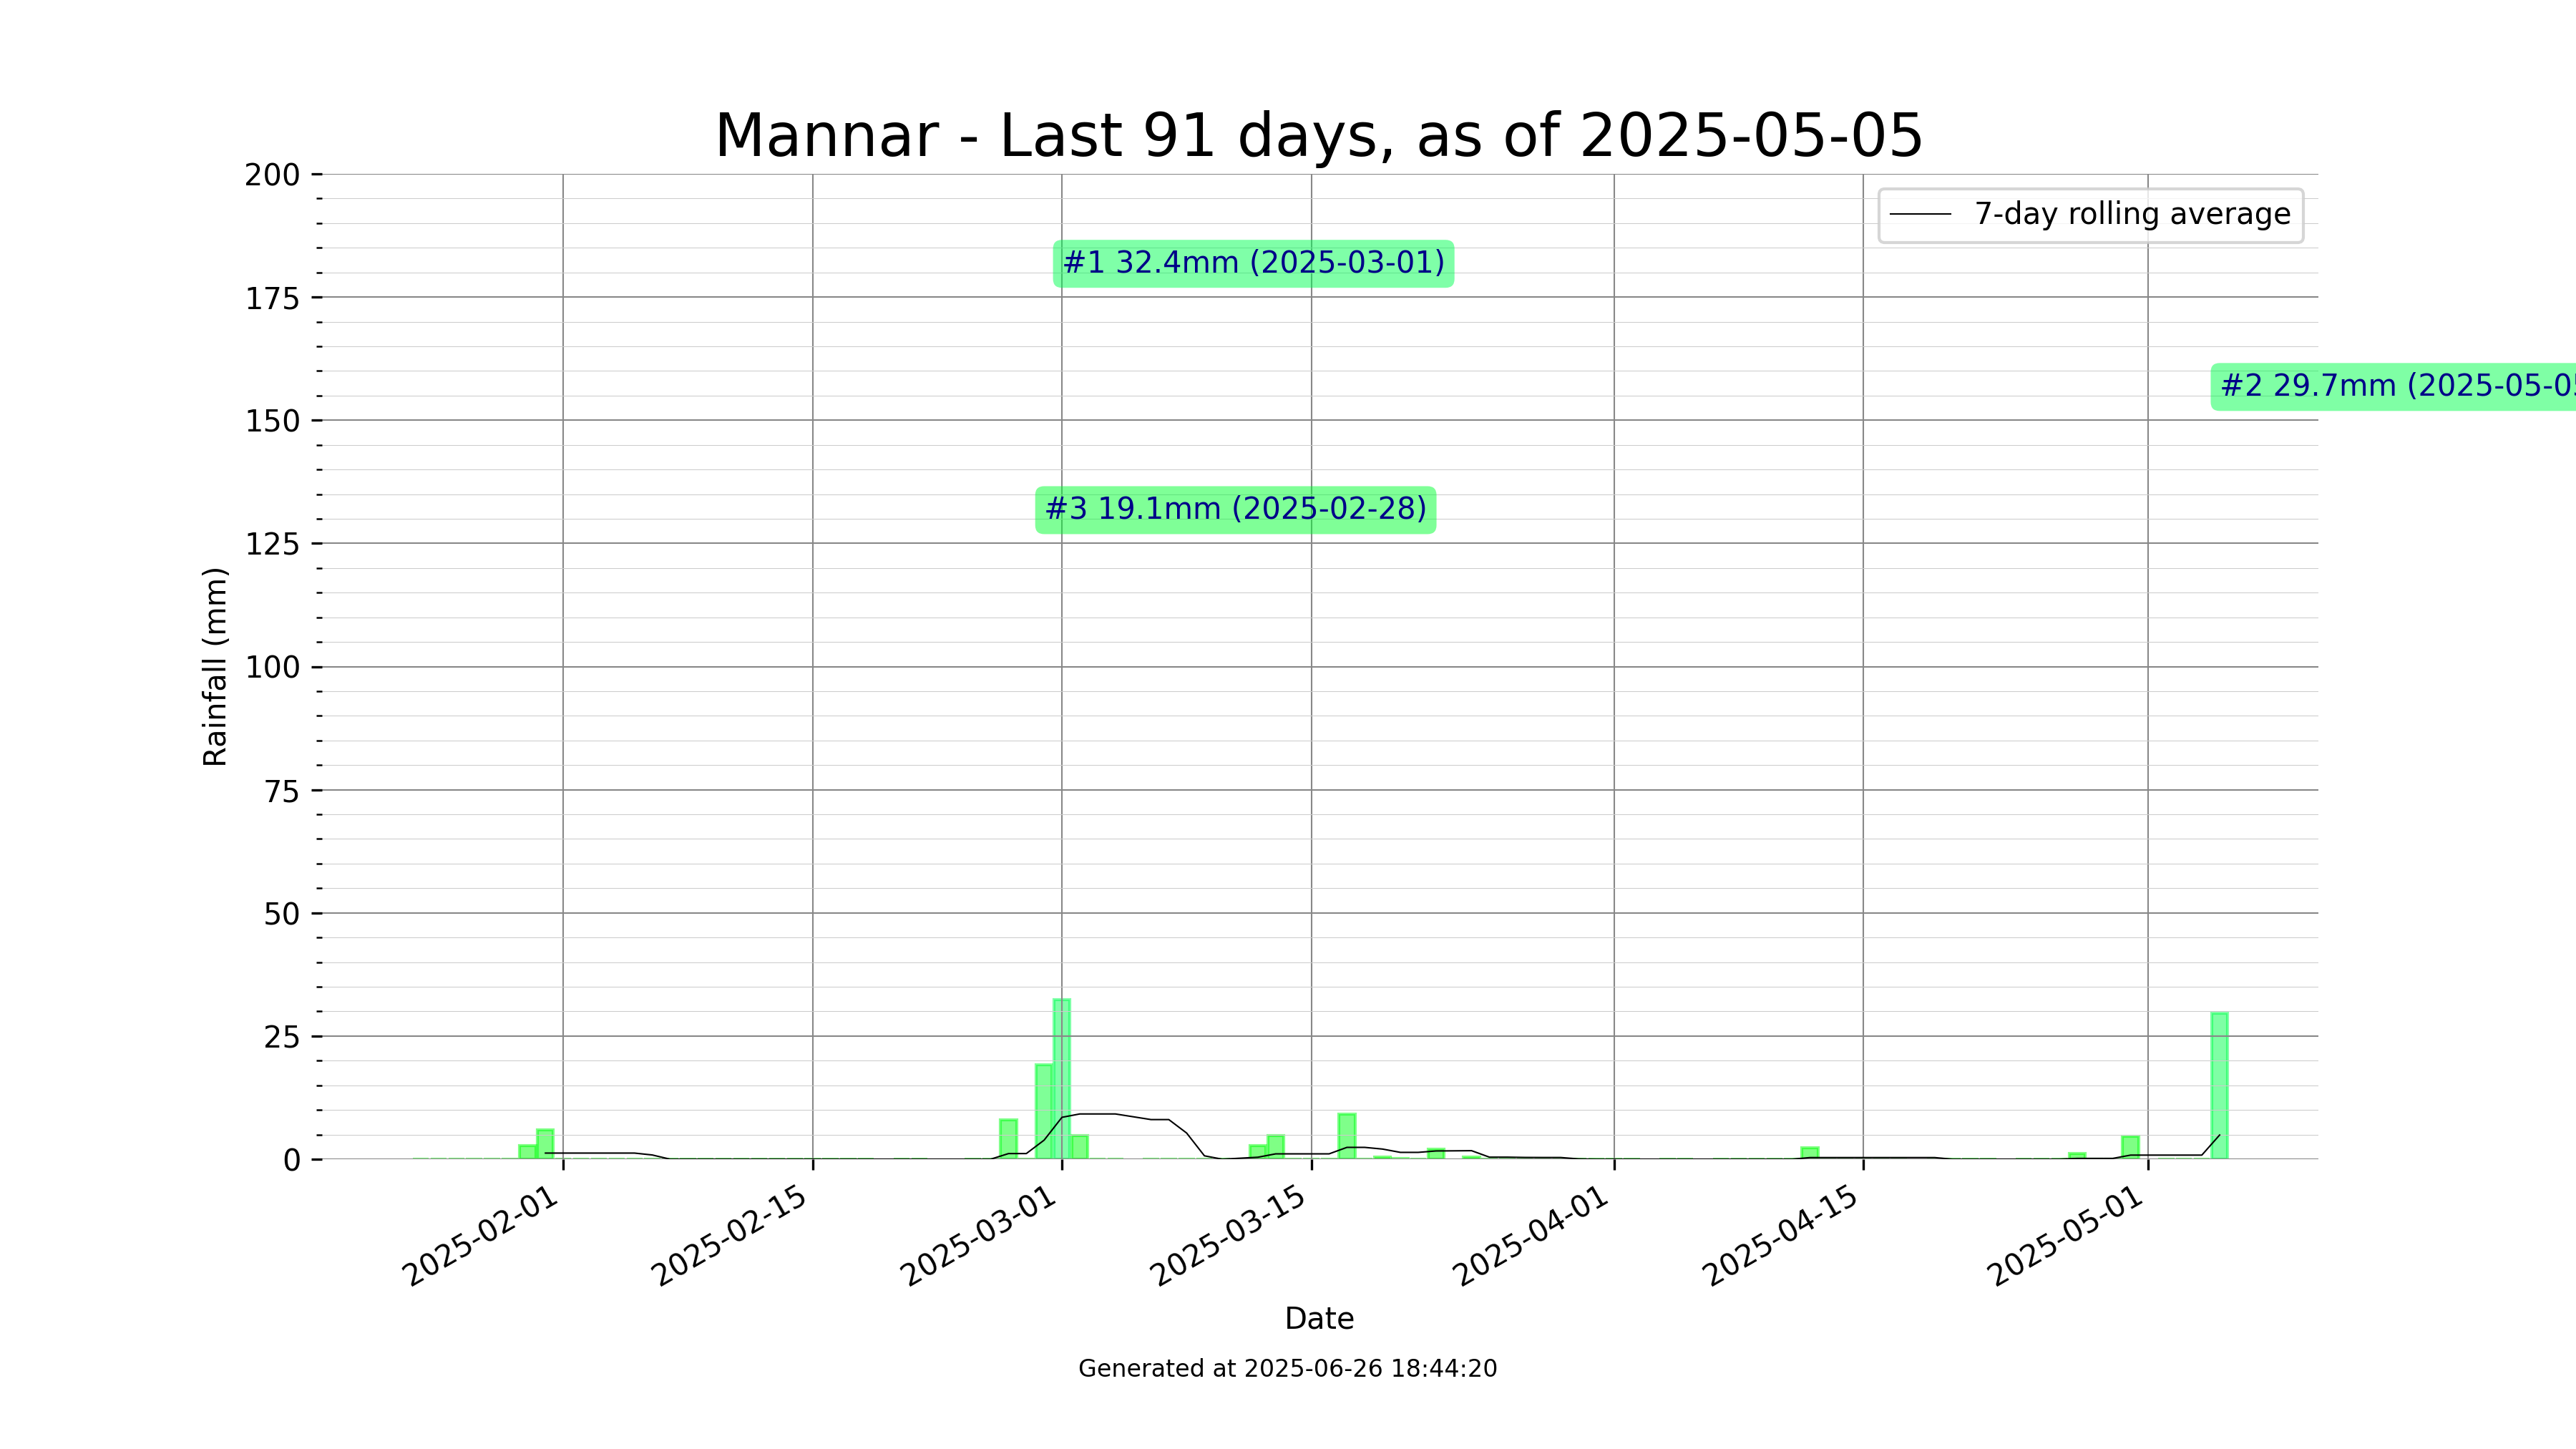 Mannar - Last 91 days, as of 2025-05-05
200
175
150
125
100
75
50
25
0
Rainfall (mm)
7-day rolling average
#1 32.4mm (2025-03-01)
#2 29.7mm (2025-05-05
#3 19.1mm (2025-02-28)
2025-02-01
2025-02-15
2025-03-01
2025-03-15
2025-04-01
2025-04-15
2025-05-01
Date
Generated at 2025-06-26 18:44:20